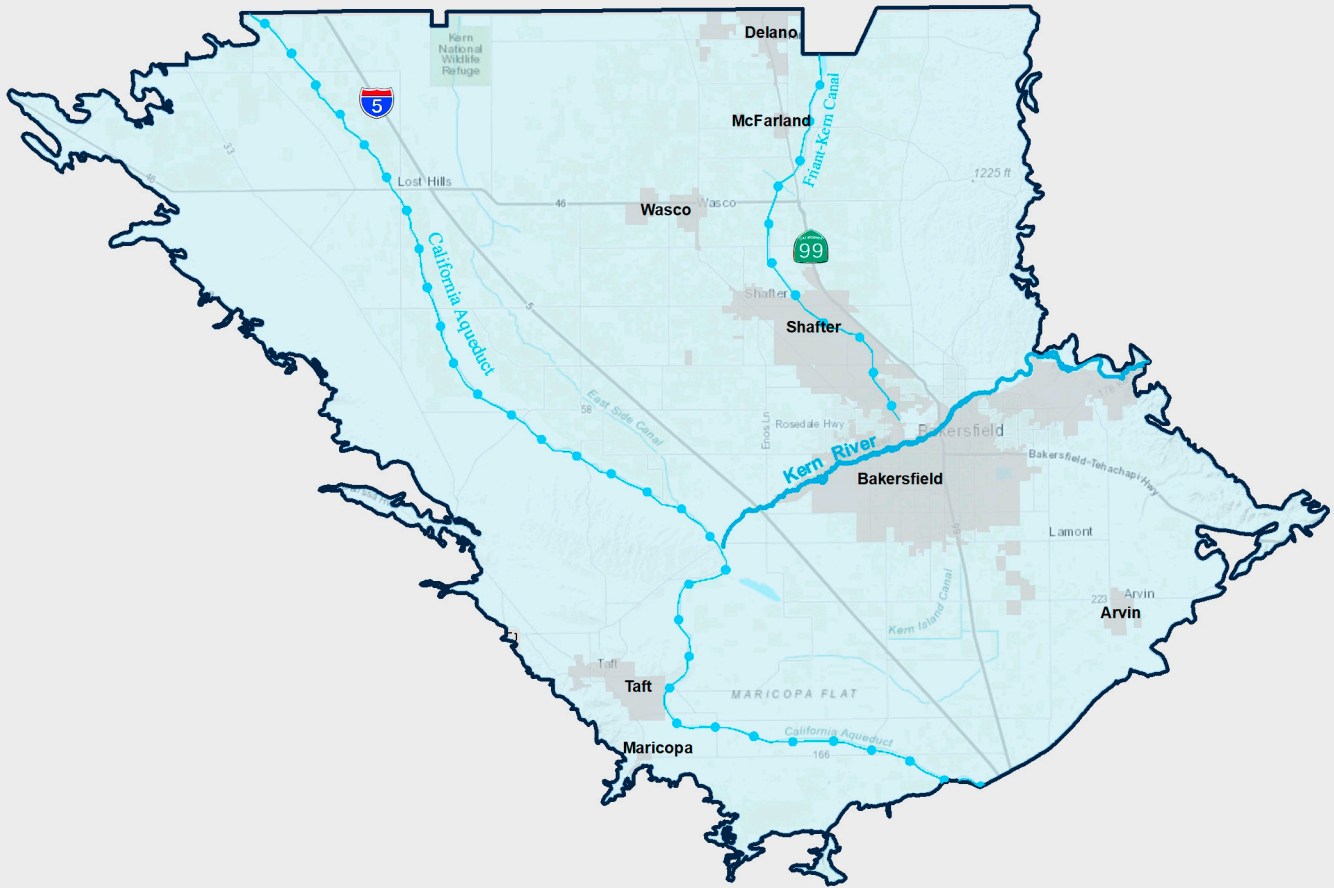 Delano
Kern
National
Wildlife
Refuge
5
McFarland
Friant-Kern Canal
33
46
Lost Hills
1225 ft
46
Wasco
Wasco
99
California Aqueduct
5
Shafter
Shafter
178
East Side Canal
58
Enos Ln
Rosedale Hwy
Bakersfield
Kern River
Bakersfield
Bakersfield-Tehachapi Hwy
Lamont
223
Arvin
Arvin
Kern Island Canal
Taft
Taft
MARICOPA FLAT
California Aqueduct
Maricopa
166